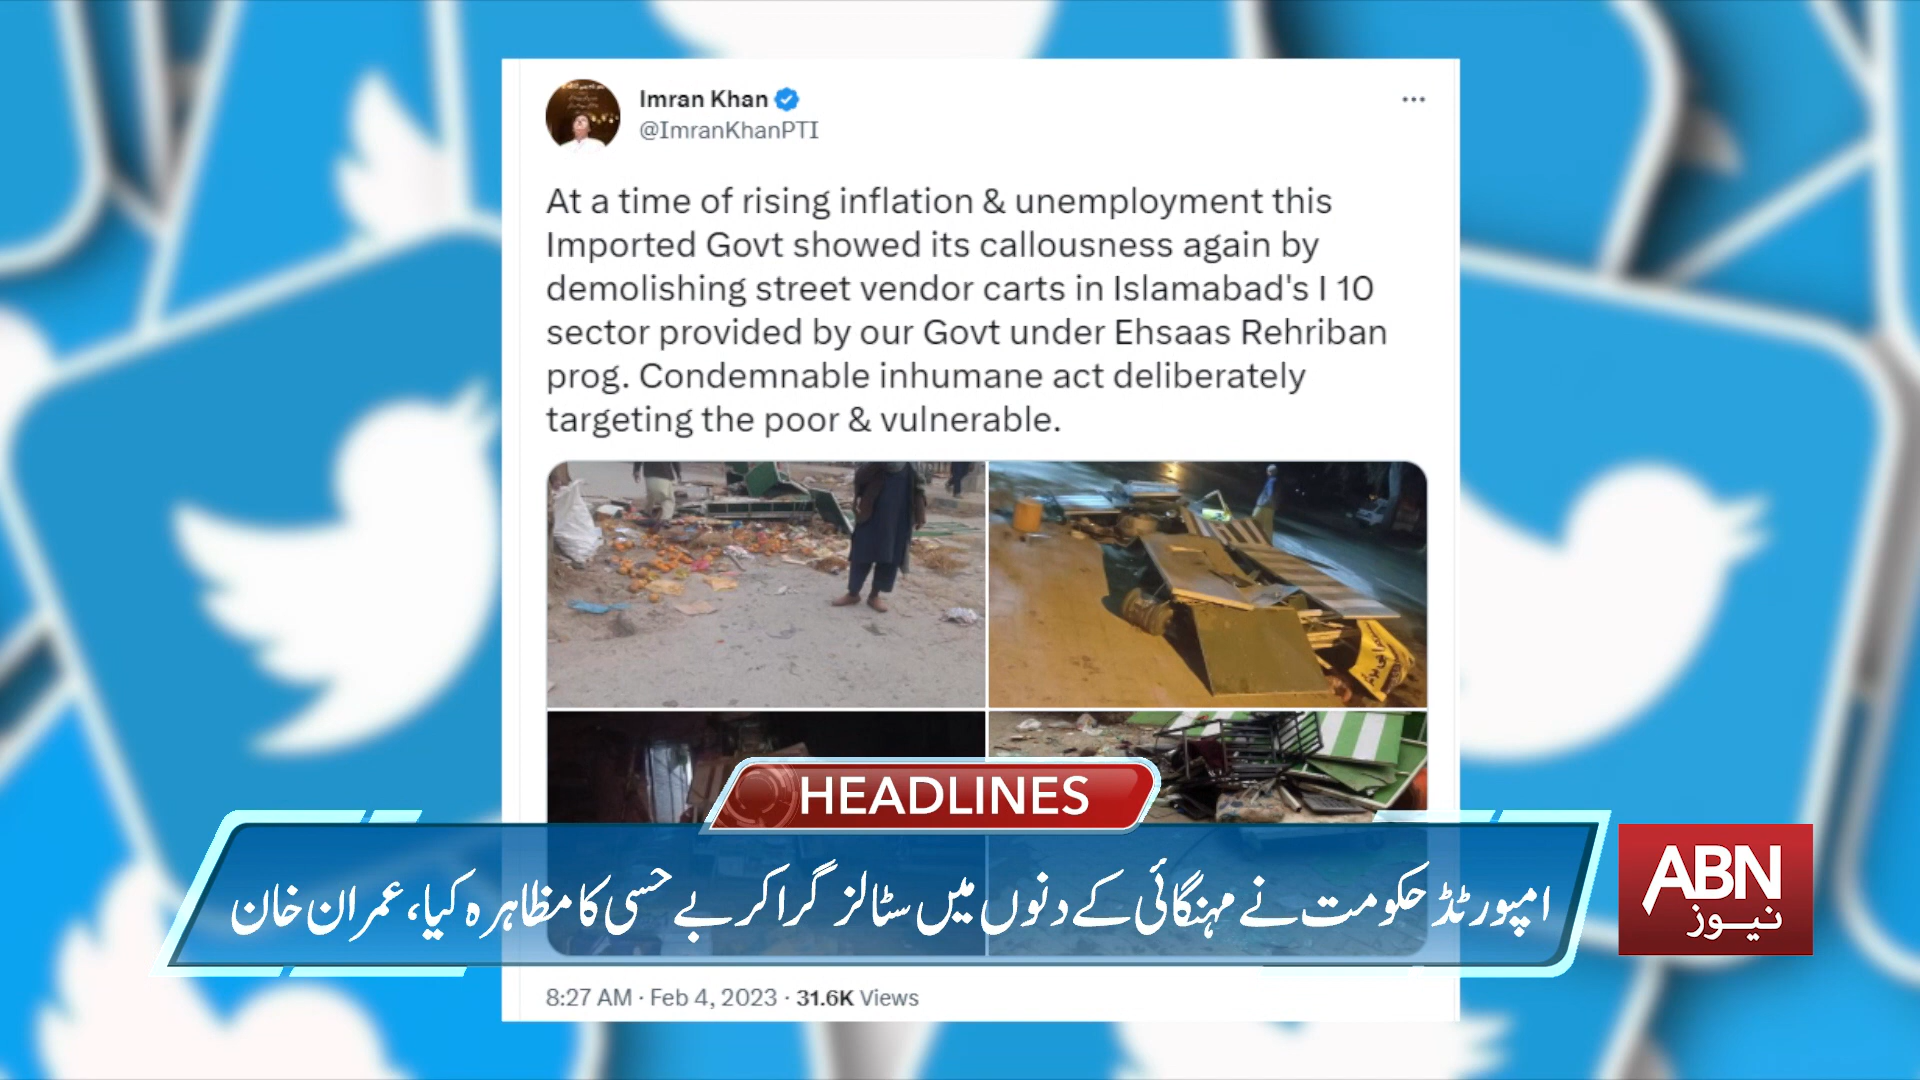 Imran Khan
@ImranKhanPTI
At a time of rising inflation & unemployment this
Imported Govt showed its callousness again by
demolishing street vendor carts in Islamabad's I 10
sector provided by our Govt under Ehsaas Rehriban
prog. Condemnable inhumane act deliberately
targeting the poor & vulnerable.
HEADLINES
امپورٹڈ حکومت نے مہنگائی کے دنوں میں سٹالز گرا کر بے حسی کا مظاہرہ کیا، عمران خان
ABN
نیوز
8:27 AM · Feb 4, 2023 · 31.6K Views